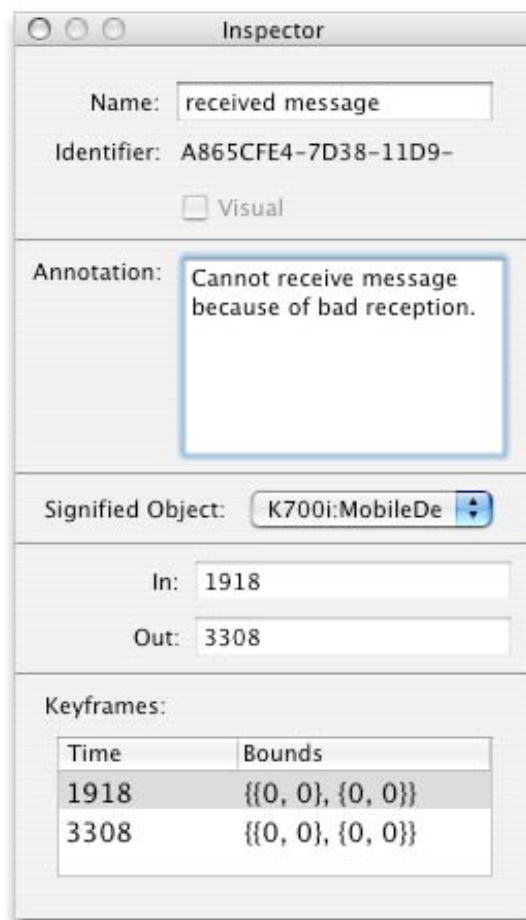 Inspector
Name: received message
Identifier: A865CFE4-7D38-11D9-
Visual
Annotation: Cannot receive message
because of bad reception.
Signified Object: K700i:MobileDe
In: 1918
Out: 3308
Keyframes:
Time Bounds
1918 {{0, 0}, {0, 0}}
3308 {{0, 0}, {0, 0}}